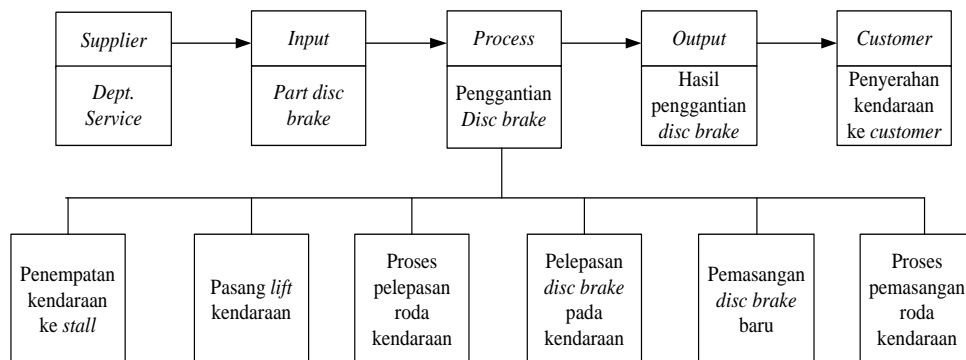 Supplier
Input
Process
Output
Customer
Dept.
Service
Part disc
brake
Penggantian
Disc brake
Hasil
penggantian
disc brake
Penyerahan
kendaraan
ke customer
Penempatan
kendaraan
ke stall
Pasang lift
kendaraan
Proses
pelepasan
roda
kendaraan
Pelepasan
disc brake
pada
kendaraan
Pemasangan
disc brake
baru
Proses
pemasangan
roda
kendaraan